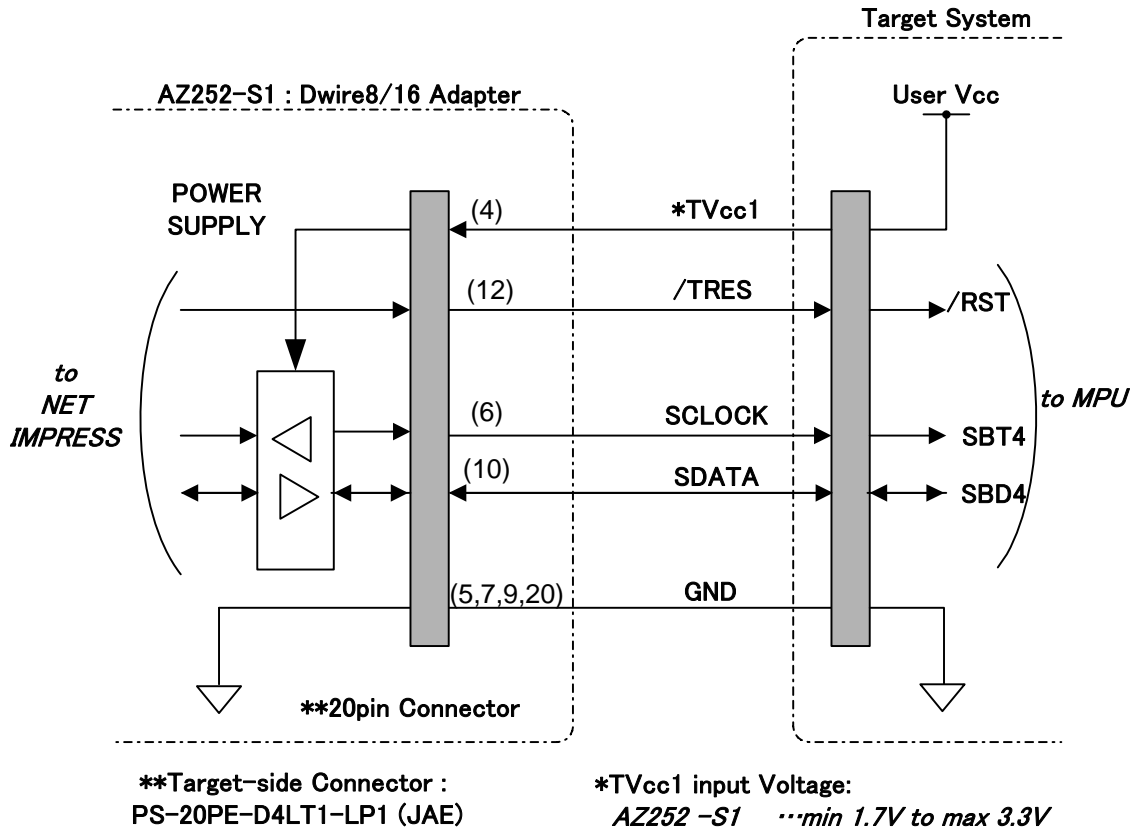 Target System
AZ252-S1 : Dwire8/16 Adapter
User Vcc
POWER
SUPPLY
(4)
*TVcc1
(12)
/TRES
/RST
to
NET
IMPRESS
to MPU
(6)
SCLOCK
SBT4
(10)
SDATA
SBD4
(5,7,9,20)
GND
**20pin Connector
**Target-side Connector :
PS-20PE-D4LT1-LP1 (JAE)
*TVcc1 input Voltage:
AZ252 -S1 …min 1.7V to max 3.3V